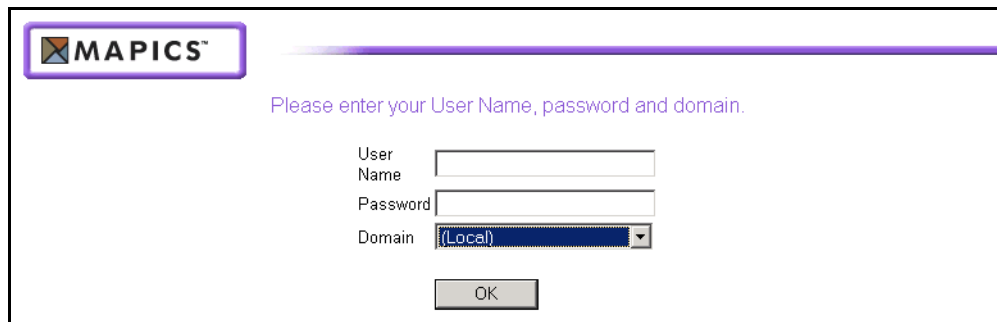 MAPICS™
Please enter your User Name, password and domain.
User
Name
Password
Domain (Local)
OK